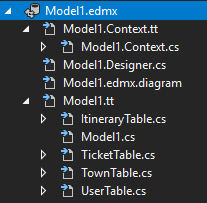 Model1.edmx
Model1.Context.tt
Model1.Context.cs
Model1.Designer.cs
Model1.edmx.diagram
Model1.tt
ItineraryTable.cs
Model1.cs
TicketTable.cs
TownTable.cs
UserTable.cs